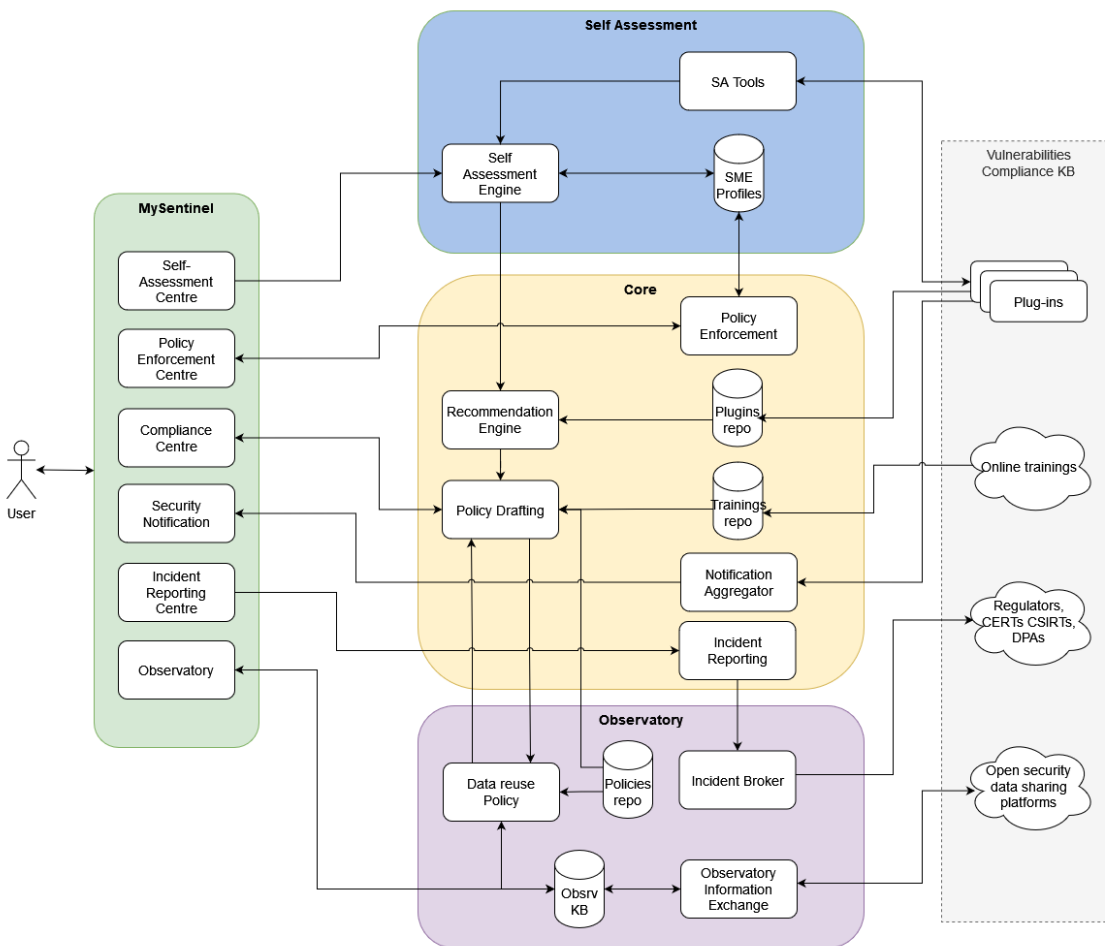 Self Assessment
SA Tools
Self
Assessment
Engine
SME
Profiles
Vulnerabilities
Compliance KB
MySentinel
Self-
Assessment
Centre
Policy
Enforcement
Centre
Compliance
Centre
Security
Notification
Incident
Reporting
Centre
Observatory
User
Core
Policy
Enforcement
Recommendation
Engine
Plugins
repo
Policy Drafting
Trainings
repo
Notification
Aggregator
Incident
Reporting
Plug-ins
Online trainings
Regulators,
CERTs CSIRTs,
DPAs
Observatory
Data reuse
Policy
Policies
repo
Incident Broker
Obsrv
KB
Observatory
Information
Exchange
Open security
data sharing
platforms